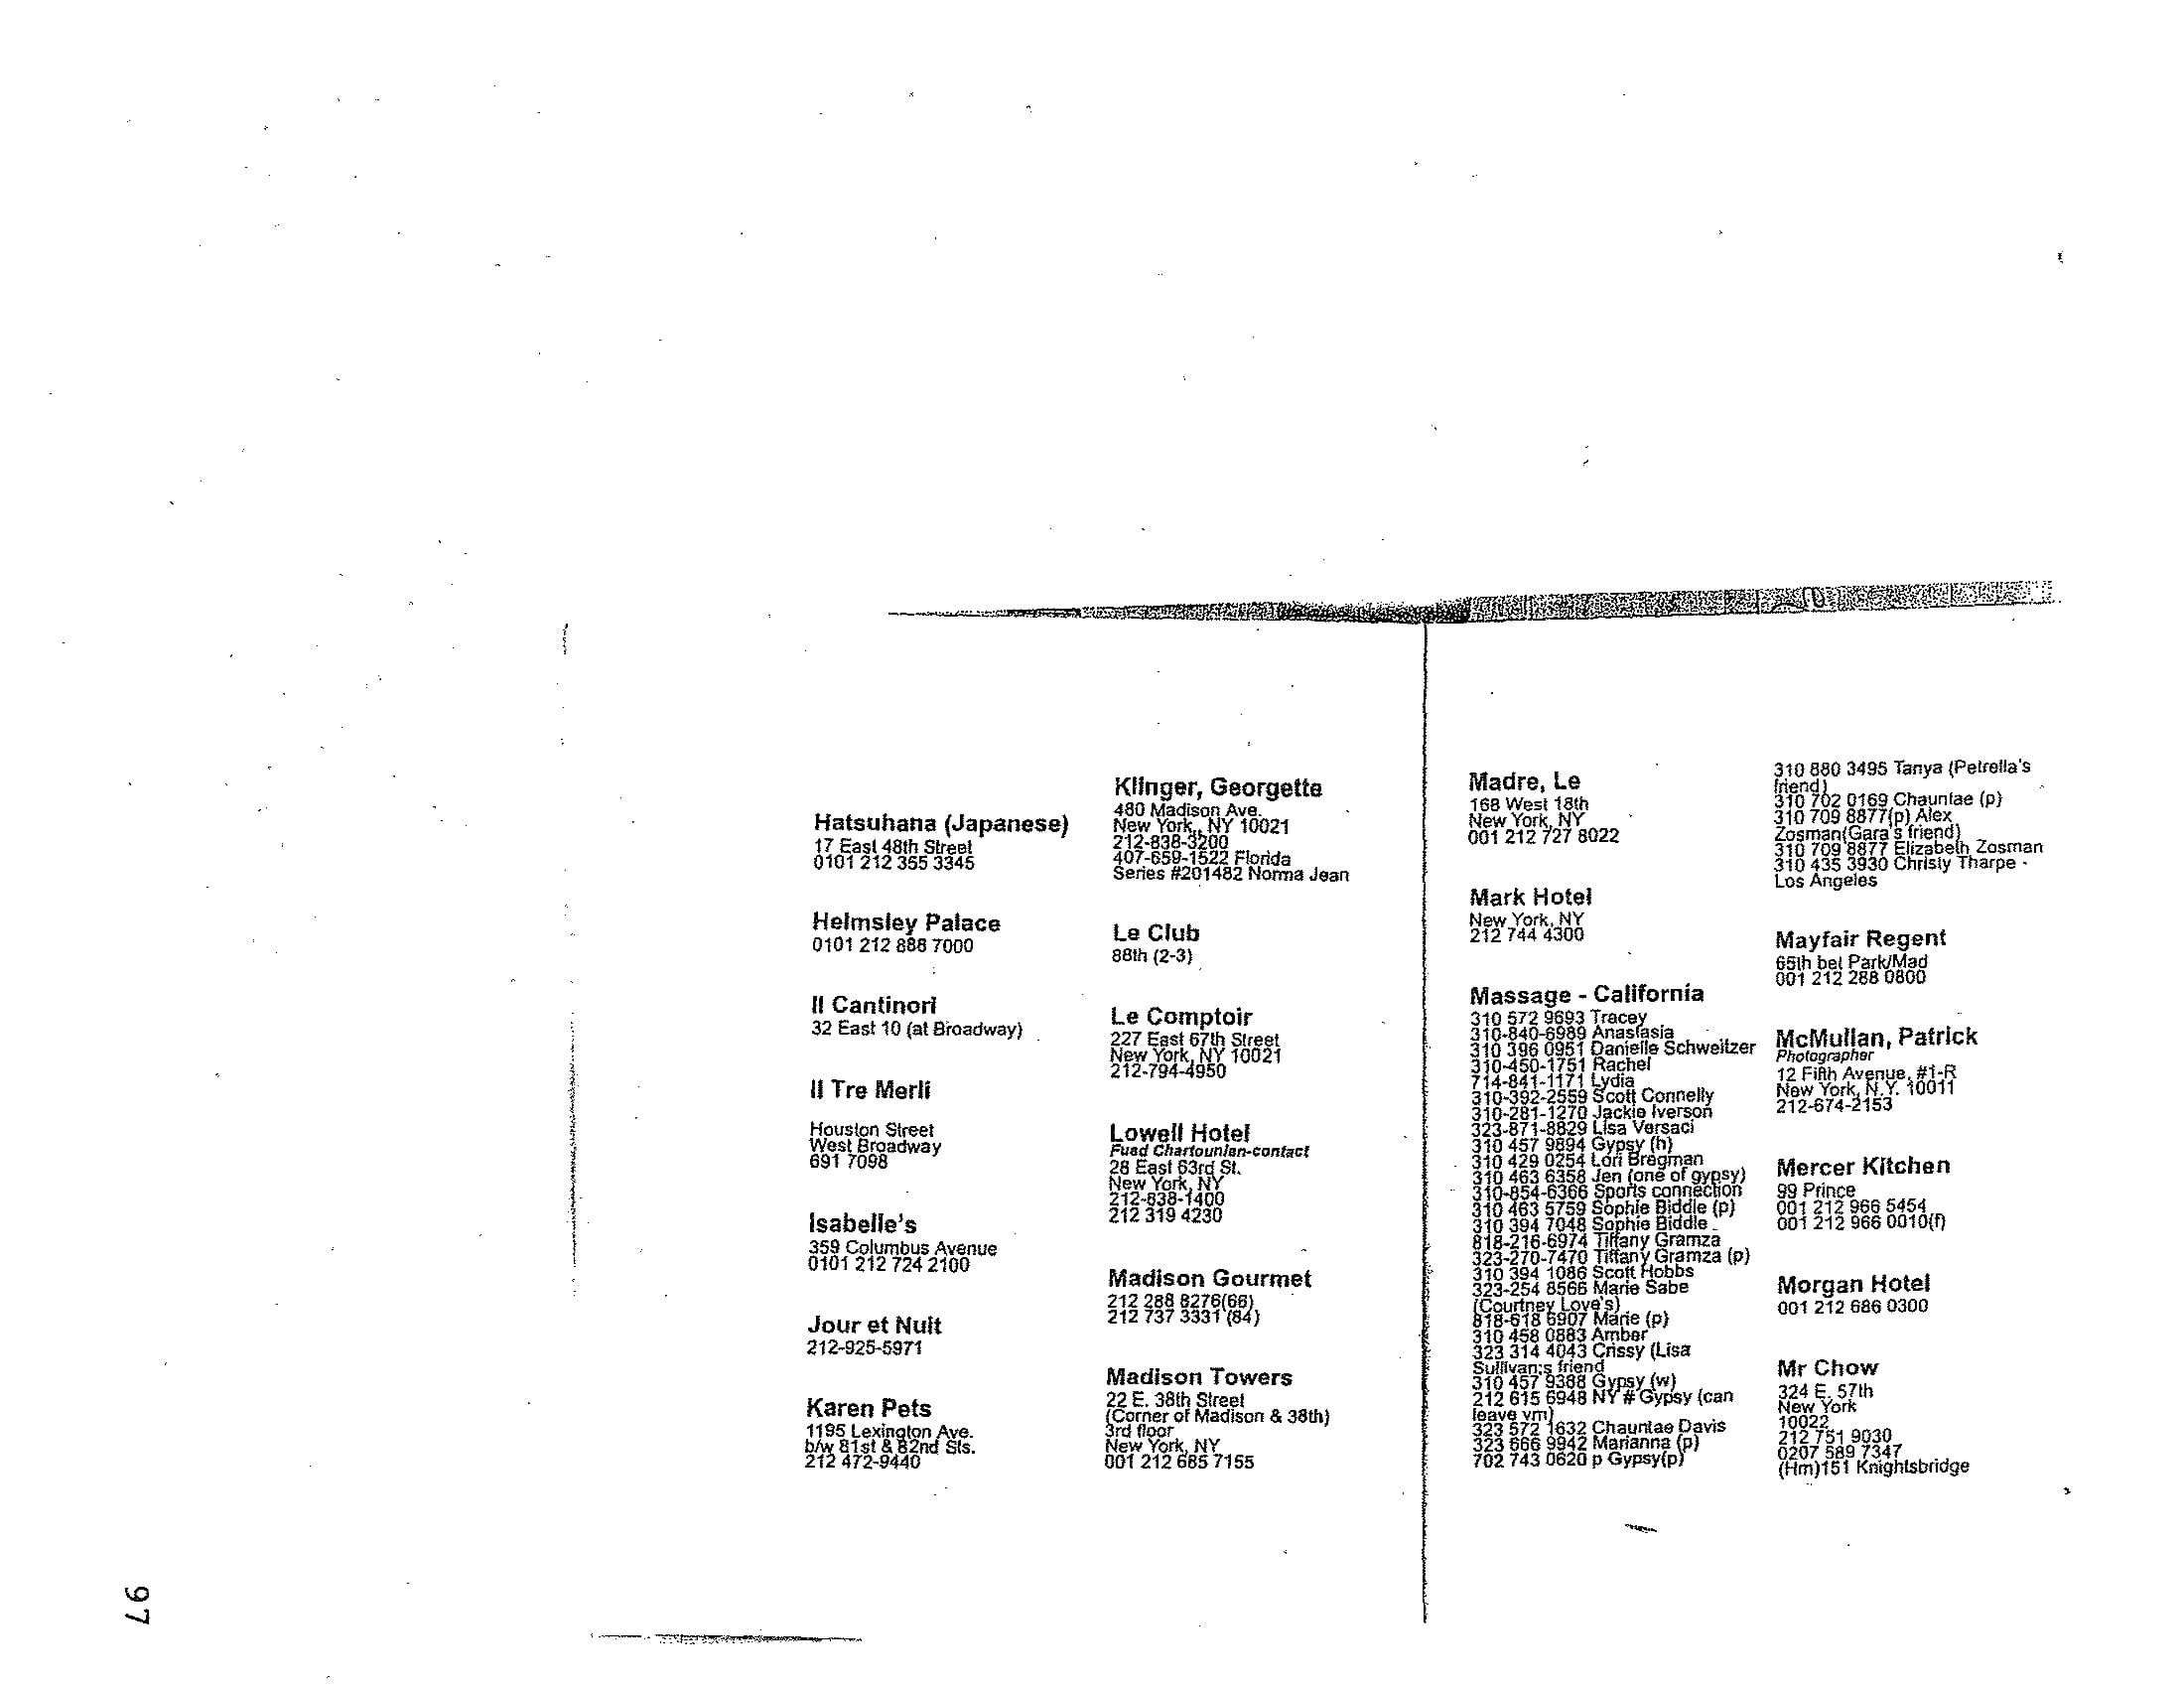 Hatsuhana (Japanese)
17 East 48th Street
0101 212 355 3345
Helmsley Palace
0101 212 888 7000
Il Cantinori
32 East 10 (at Broadway)
Il Tre Merli
Houston Street
West Broadway
691 7098
Isabelle's
359 Columbus Avenue
0101 212 724 2100
Jour et Nuit
212-925-5971
Karen Pets
1195 Lexington Ave.
b/w 81st & 82nd Sts.
212 472-9440
Klinger, Georgette
480 Madison Ave.
New York,, NY 10021
212-838-3200
407-659-1522 Florida
Series #201482 Norma Jean
Le Club
88th (2-3)
Le Comptoir
227 East 67th Street
New York, NY 10021
212-794-4950
Lowell Hotel
Fuad Chartounian-contact
28 East 63rd St.
New York, NY
212-838-1400
212 319 4230
Madison Gourmet
212 288 8276(66)
212 737 3331 (84)
Madison Towers
22 E. 38th Street
(Corner of Madison & 38th)
3rd floor
New York, NY
001 212 685 7155
Madre, Le
168 West 18th
New York, NY
001 212 727 8022
Mark Hotel
New York, NY
212 744 4300
Massage - California
310 572 9693 Tracey
310-840-6989 Anastasia
310 396 0951 Danielle Schweitzer
310-450-1751 Rachel
714-841-1171 Lydia
310-392-2559 Scott Connelly
310-281-1270 Jackie Iverson
323-871-8829 Lisa Versaci
310 457 9894 Gypsy (h)
310 429 0254 Lori Bregman
310 463 6358 Jen (one of gypsy)
310-854-6366 Sports connection
310 463 5759 Sophie Biddle (p)
310 394 7048 Sophie Biddle
818-216-6974 Tiffany Gramza
323-270-7470 Tiffany Gramza (p)
310 394 1086 Scott Hobbs
323-254 8566 Marie Sabe
(Courtney Love's)
818-618 6907 Marie (p)
310 458 0883 Amber
323 314 4043 Crissy (Lisa
Sullivan;s friend
310 457 9388 Gypsy (w)
212 615 6948 NY # Gypsy (can
leave vm)
323 572 1632 Chauntae Davis
323 666 9942 Marianna (p)
702 743 0620 p Gypsy(p)
310 880 3495 Tanya (Petrella's
friend)
310 702 0169 Chauntae (p)
310 709 8877(p) Alex
Zosman(Gara's friend)
310 709 8877 Elizabeth Zosman
310 435 3930 Christy Tharpe -
Los Angeles
Mayfair Regent
65th bet Park/Mad
001 212 288 0800
McMullan, Patrick
Photographer
12 Fifth Avenue, #1-R
New York, N.Y. 10011
212-674-2153
Mercer Kitchen
99 Prince
001 212 966 5454
001 212 966 0010(f)
Morgan Hotel
001 212 686 0300
Mr Chow
324 E. 57th
New York
10022
212 751 9030
0207 589 7347
(Hm)151 Knightsbridge
97